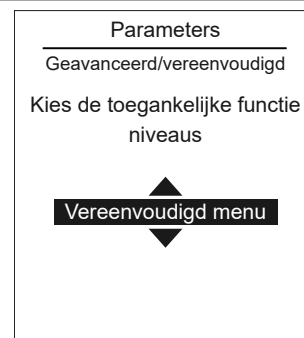 Parameters
Geavanceerd/vereenvoudigd
Kies de toegankelijke functie
niveaus
Vereenvoudigd menu